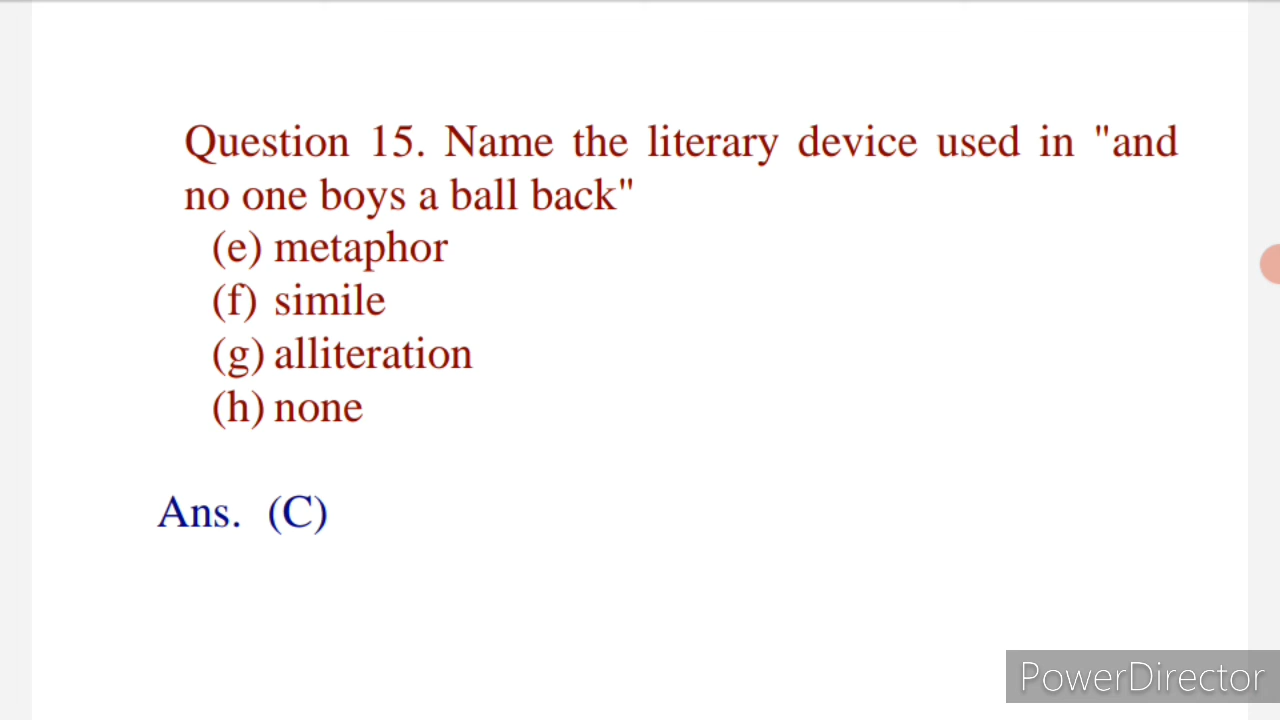 Question 15. Name the literary device used in "and
no one boys a ball back"
(e) metaphor
(f) simile
(g) alliteration
(h) none
Ans. (C)
PowerDirector